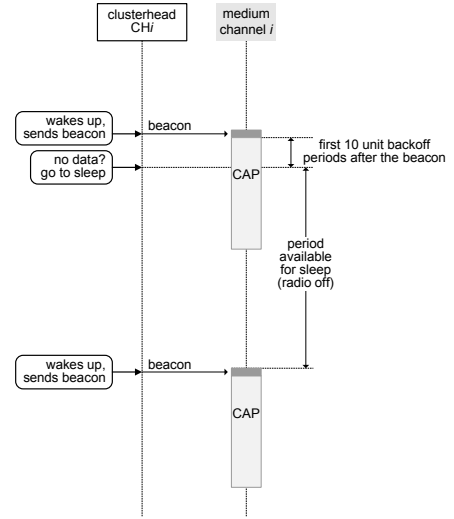 clusterhead
CHi
medium
channel i
wakes up,
sends beacon
beacon
first 10 unit backoff
periods after the beacon
no data?
go to sleep
CAP
period
available
for sleep
(radio off)
wakes up,
sends beacon
beacon
CAP